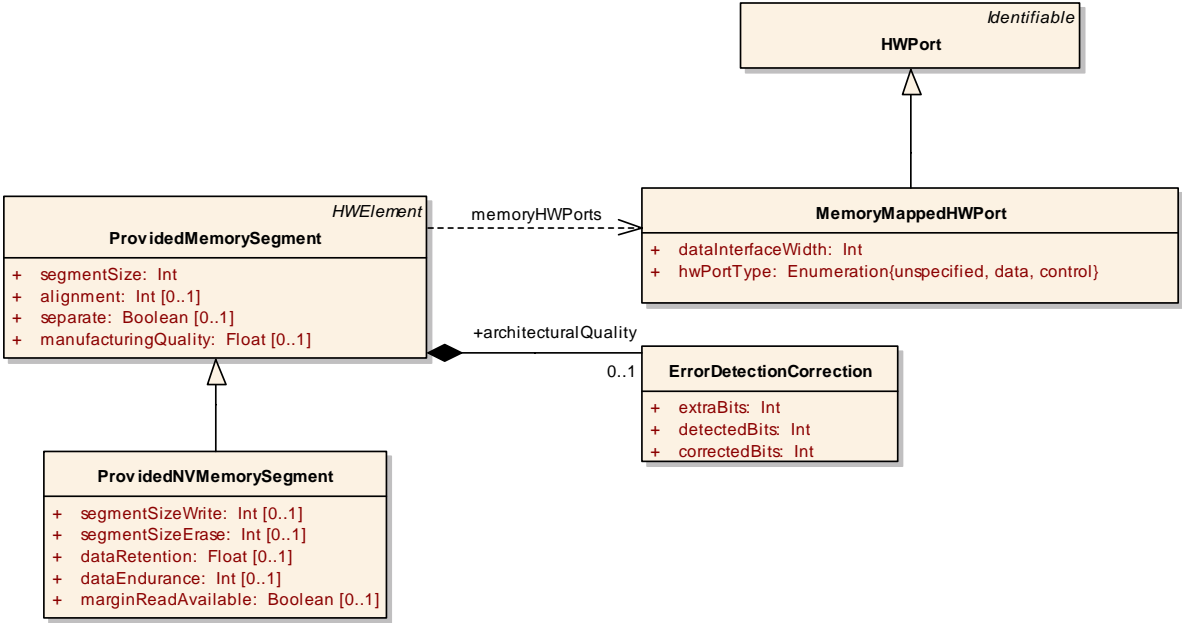 Identifiable
HWPort
HWElement
ProvidedMemorySegment
+ segmentSize: Int
+ alignment: Int [0..1]
+ separate: Boolean [0..1]
+ manufacturingQuality: Float [0..1]
memoryHWPorts
MemoryMappedHWPort
+ dataInterfaceWidth: Int
+ hwPortType: Enumeration{unspecified, data, control}
+architecturalQuality
0..1
ErrorDetectionCorrection
+ extraBits: Int
+ detectedBits: Int
+ correctedBits: Int
ProvidedNVMemorySegment
+ segmentSizeWrite: Int [0..1]
+ segmentSizeErase: Int [0..1]
+ dataRetention: Float [0..1]
+ dataEndurance: Int [0..1]
+ marginReadAvailable: Boolean [0..1]